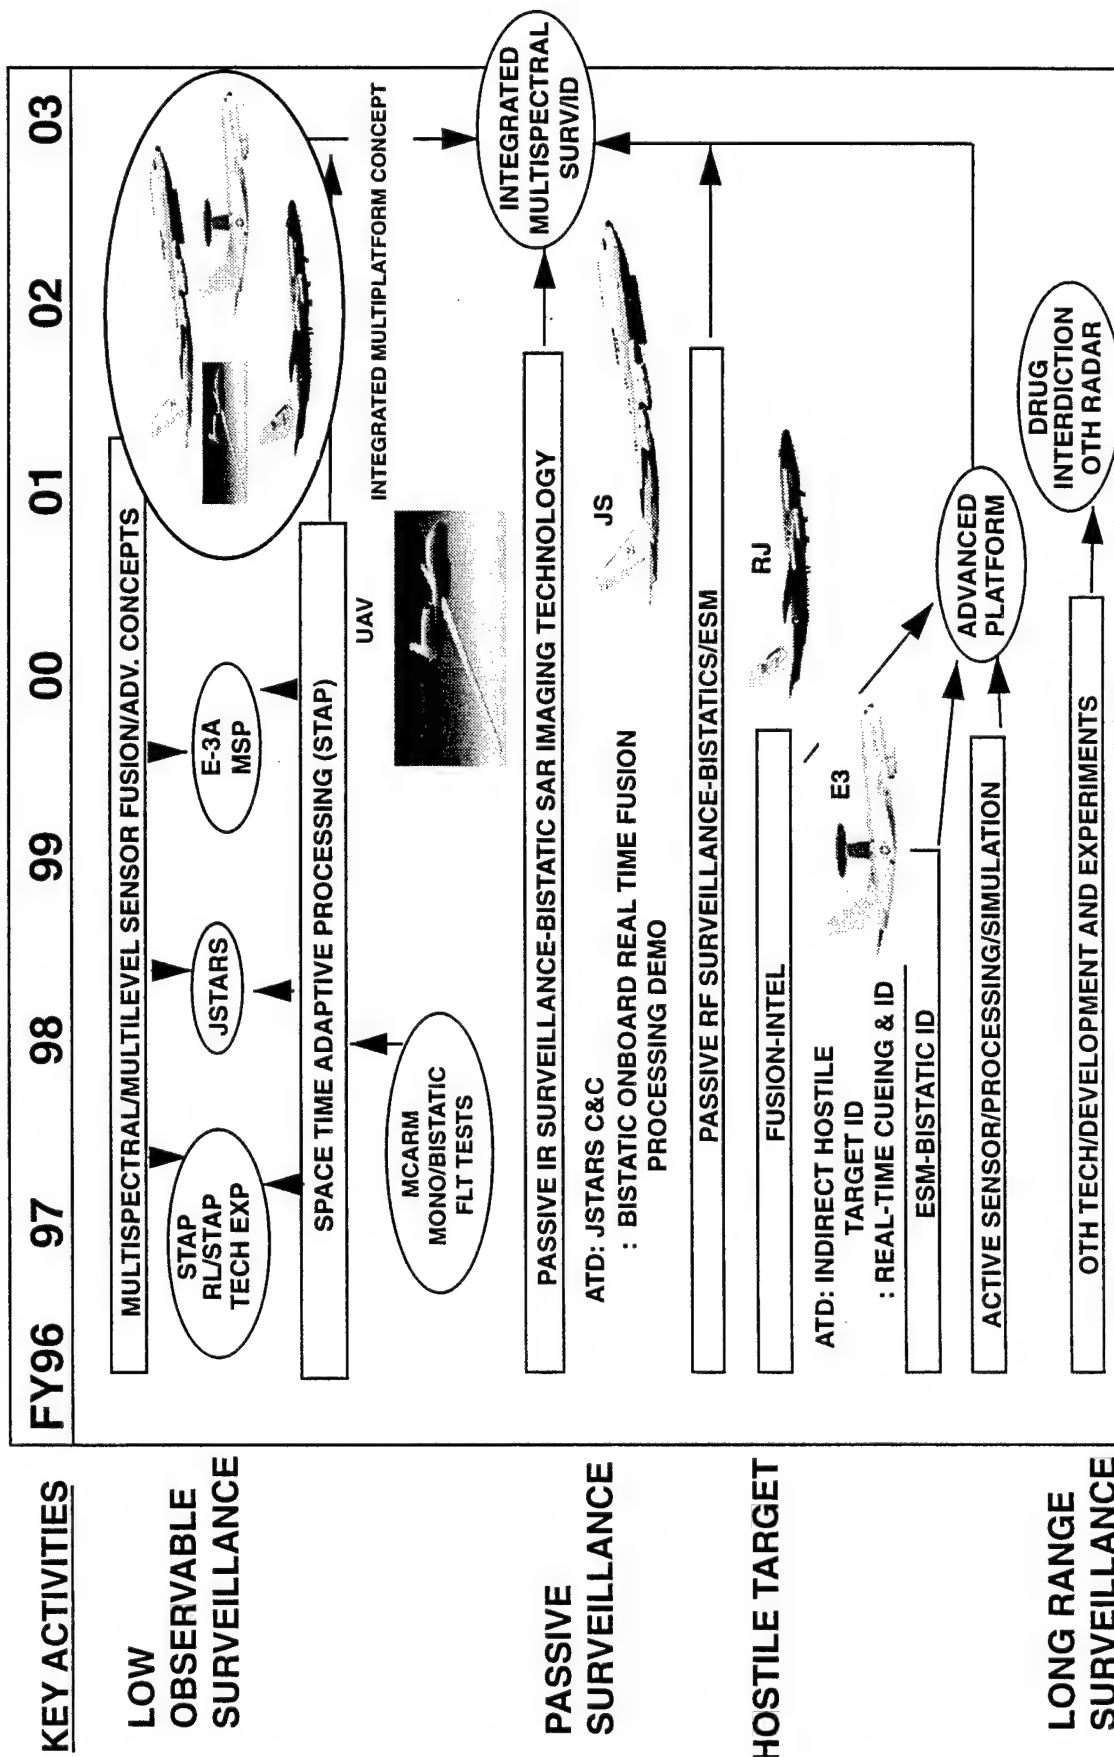 KEY ACTIVITIES
FY96 97 98 99 00 01 02 03
LOW
OBSERVABLE
SURVEILLANCE
MULTISPECTRAL/MULTILEVEL SENSOR FUSION/ADV. CONCEPTS
STAP
RL/STAP
TECH EXP
JSTARS
E-3A
MSP
SPACE TIME ADAPTIVE PROCESSING (STAP)
MCARM
MONO/BISTATIC
FLT TESTS
UAV
INTEGRATED MULTIPLATFORM CONCEPT
INTEGRATED
MULTISPECTRAL
SURV/ID
PASSIVE
SURVEILLANCE
PASSIVE IR SURVEILLANCE-BISTATIC SAR IMAGING TECHNOLOGY
ATD: JSTARS C&C
: BISTATIC ONBOARD REAL TIME FUSION
PROCESSING DEMO
JS
PASSIVE RF SURVEILLANCE-BISTATICS/ESM
HOSTILE TARGET
FUSION-INTEL
RJ
ATD: INDIRECT HOSTILE
TARGET ID
: REAL-TIME CUEING & ID
E3
ESM-BISTATIC ID
ADVANCED
PLATFORM
ACTIVE SENSOR/PROCESSING/SIMULATION
LONG RANGE
SURVEILLANCE
OTH TECH/DEVELOPMENT AND EXPERIMENTS
DRUG
INTERDICTION
OTH RADAR